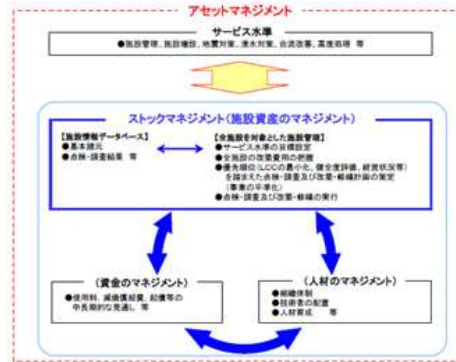 アセットマネジメント
サービス水準
●施設管理、施設増設、地震対策、浸水対策、合流改善、高度処理 等
ストックマネジメント(施設資産のマネジメント)
【施設情報データベース】
●基本諸元
●点検・調査結果 等
【全施設を対象とした施設管理】
●サービス水準の目標設定
●全施設の改築費用の把握
●優先順位(LCCの最小化、健全度評価、経営状況等)
を踏まえた点検・調査及び改築・修繕計画の策定
(事業の平準化)
●点検・調査及び改築・修繕の実行
(資金のマネジメント)
●使用料、減価償却費、起債等の
中長期的な見通し 等
(人材のマネジメント)
●組織体制
●技術者の配置
●人材育成 等